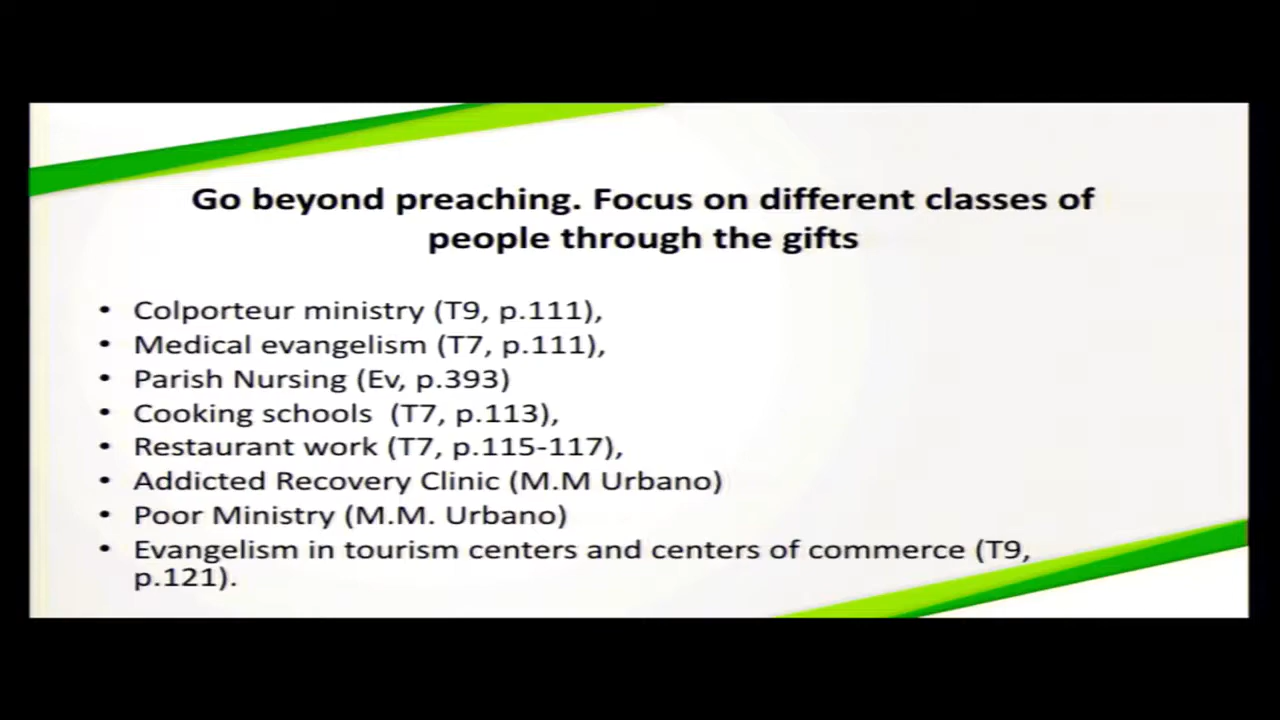 Go beyond preaching. Focus on different classes of
people through the gifts
• Colporteur ministry (T9, p.111),
• Medical evangelism (T7, p.111),
• Parish Nursing (Ev, p.393)
• Cooking schools (T7, p.113),
• Restaurant work (T7, p.115-117),
• Addicted Recovery Clinic (M.M Urbano)
• Poor Ministry (M.M. Urbano)
• Evangelism in tourism centers and centers of commerce (T9,
p.121).